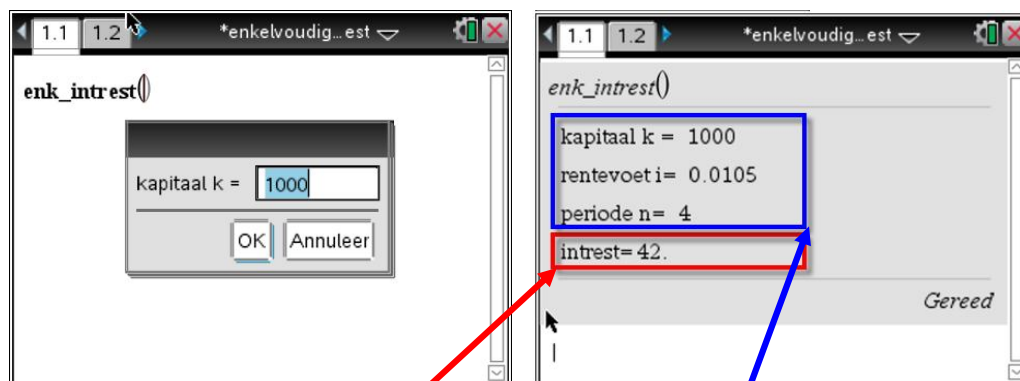 1.1 1.2 *enkelvoudig…est
enk_intrest()
kapitaal k = 1000
OK Annuleer
1.1 1.2 *enkelvoudig…est
enk_intrest()
kapitaal k = 1000
rentevoet i= 0.0105
periode n= 4
intrest= 42.
Gereed